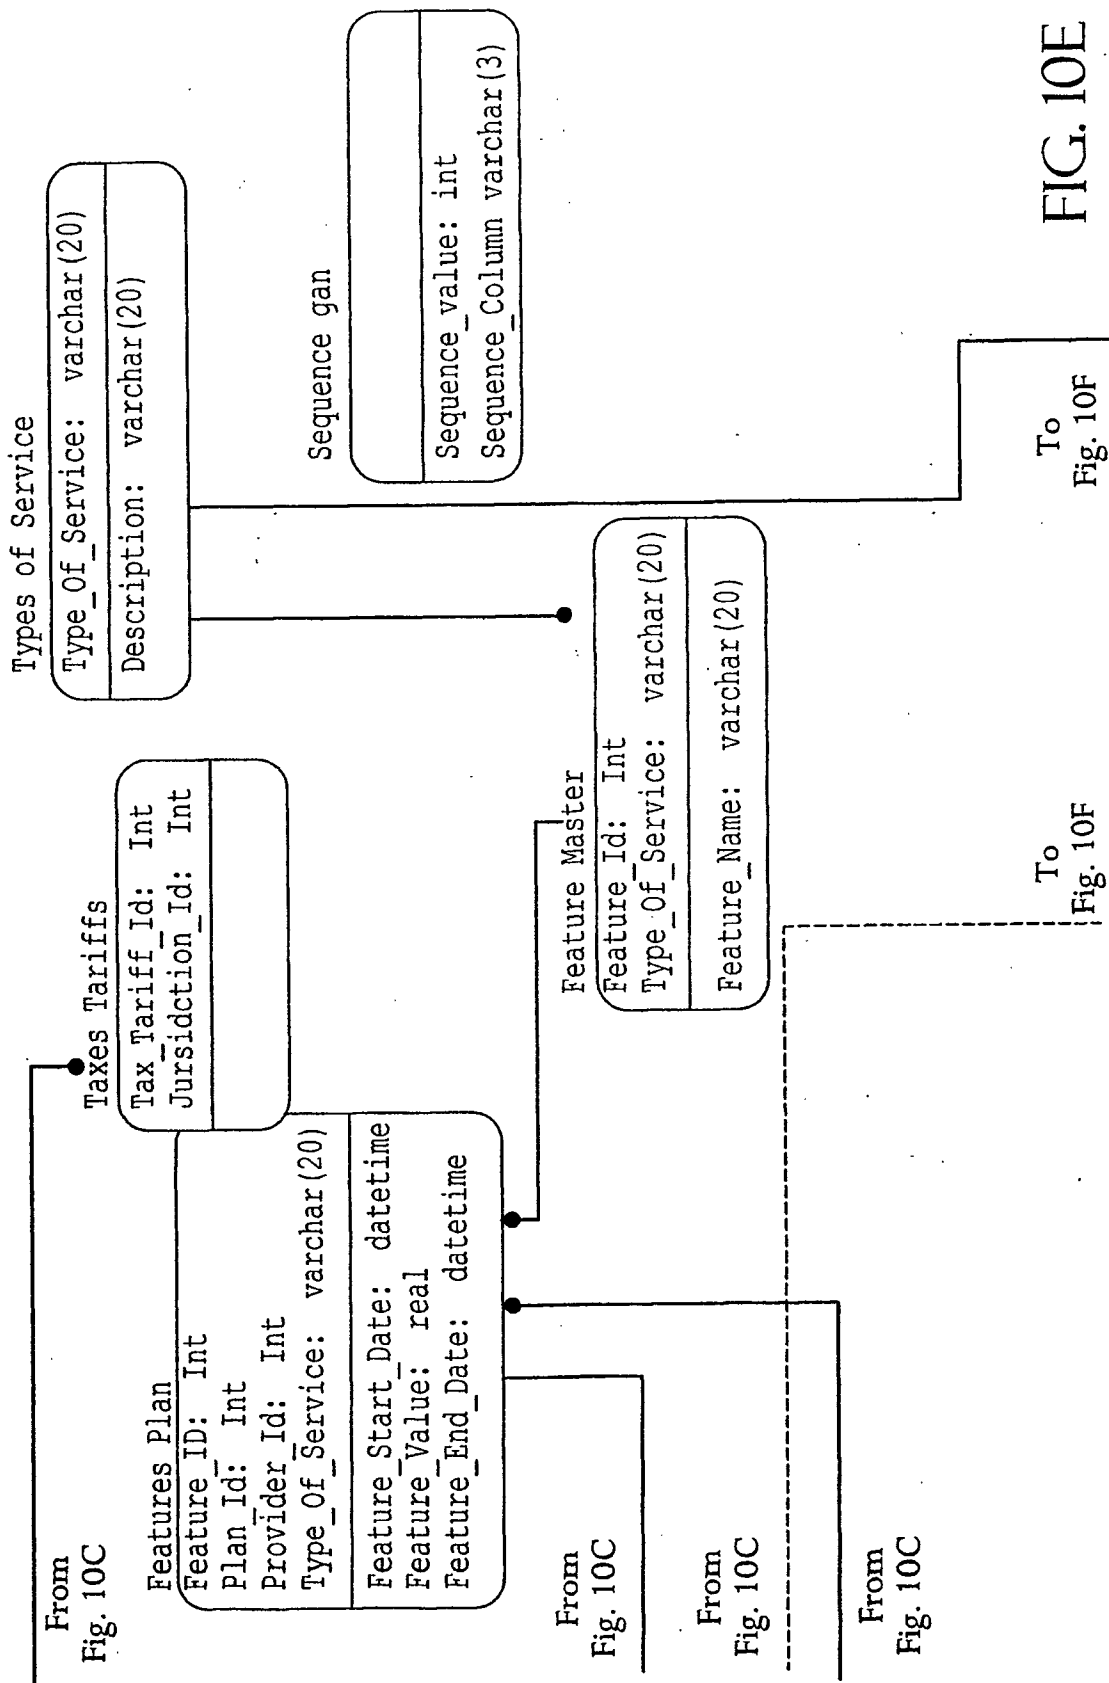 From
Fig. 10C
Taxes Tariffs
Tax_Tariff_Id: Int
Jursidction_Id: Int
Types of Service
Type_Of_Service: varchar(20)
Description: varchar(20)
Features Plan
Feature_ID: Int
Plan_Id: Int
Provider_Id: Int
Type_Of_Service: varchar(20)
Feature_Start_Date: datetime
Feature_Value: real
Feature_End_Date: datetime
Sequence gan
Sequence_value: int
Sequence_Column varchar(3)
Feature Master
Feature_Id: Int
Type_Of_Service: varchar(20)
Feature_Name: varchar(20)
From
Fig. 10C
From
Fig. 10C
From
Fig. 10C
To
Fig. 10F
To
Fig. 10F
FIG. 10E